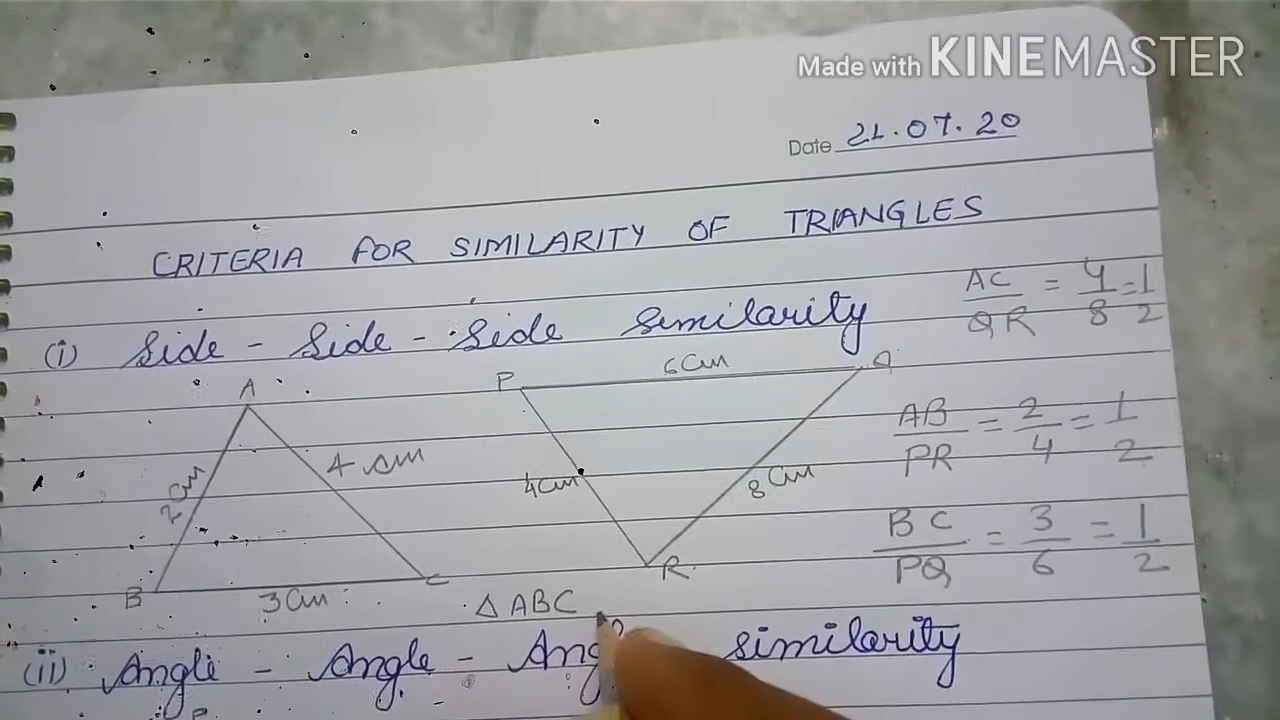 Made with KINEMASTER
Date 21.07.20
CRITERIA FOR SIMILARITY OF TRIANGLES
(i) Side - Side - Side similarity
AC/QR = 4/8 = 1/2
A
P
6cm
Q
2cm
4 cm
4cm
8cm
AB/PR = 2/4 = 1/2
BC/PQ = 3/6 = 1/2
B
3cm
C
R
△ ABC
(ii) Angle - Angle - Ang similarity
P